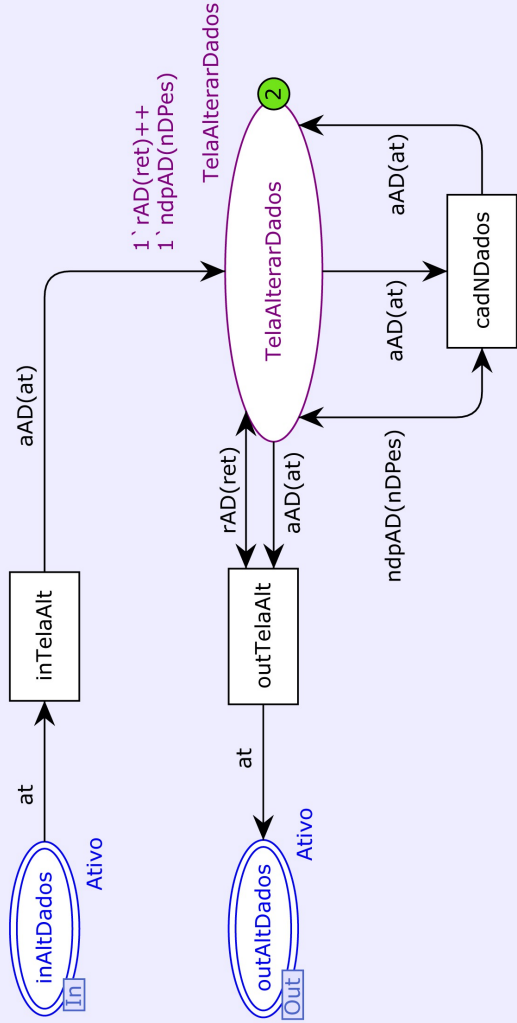 inAltDados
In
Ativo
at
inTelaAlt
aAD(at)
1`rAD(ret)++
1`ndpAD(nDPes)
TelaAlterarDados
TelaAlterarDados
2
outAltDados
Out
Ativo
at
outTelaAlt
rAD(ret)
aAD(at)
ndpAD(nDPes)
aAD(at)
aAD(at)
cadNDados